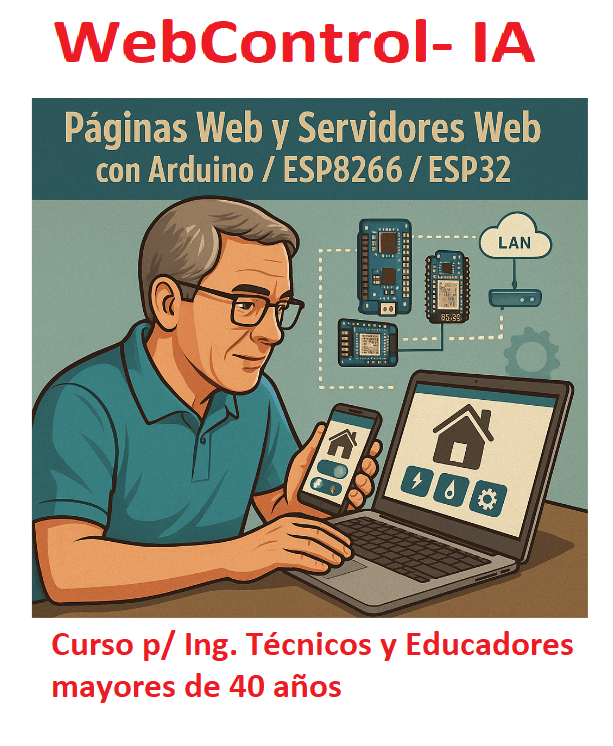 WebControl- IA
Páginas Web y Servidores Web
con Arduino / ESP8266 / ESP32
LAN
Curso p/ Ing. Técnicos y Educadores
mayores de 40 años